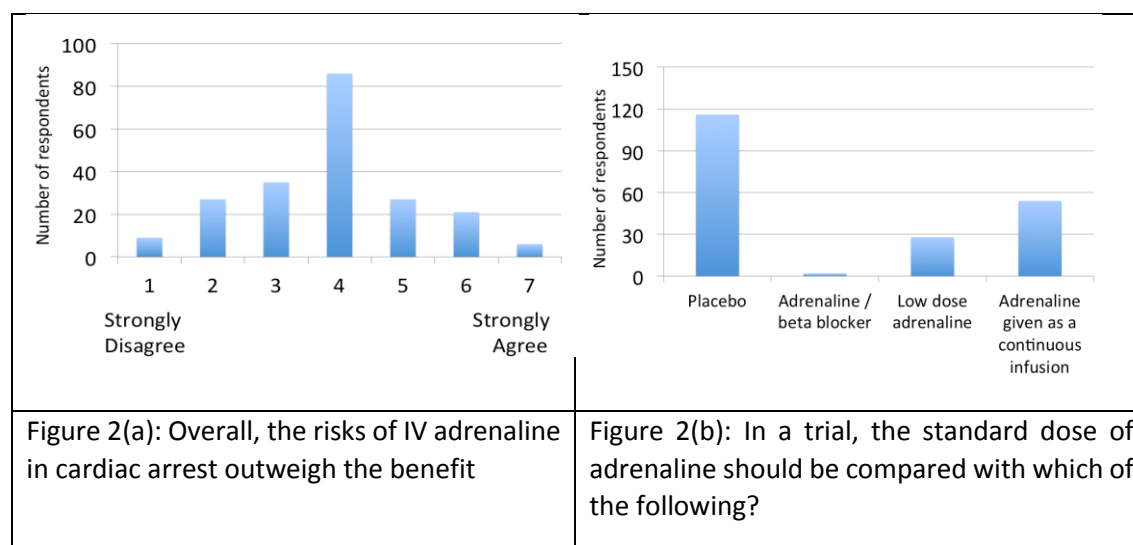 100
80
60
40
20
0
Number of respondents
1 2 3 4 5 6 7
Strongly Disagree
Strongly Agree
150
120
90
60
30
0
Number of respondents
Placebo
Adrenaline /
beta blocker
Low dose
adrenaline
Adrenaline
given as a
continuous
infusion
Figure 2(a): Overall, the risks of IV adrenaline
in cardiac arrest outweigh the benefit
Figure 2(b): In a trial, the standard dose of
adrenaline should be compared with which of
the following?